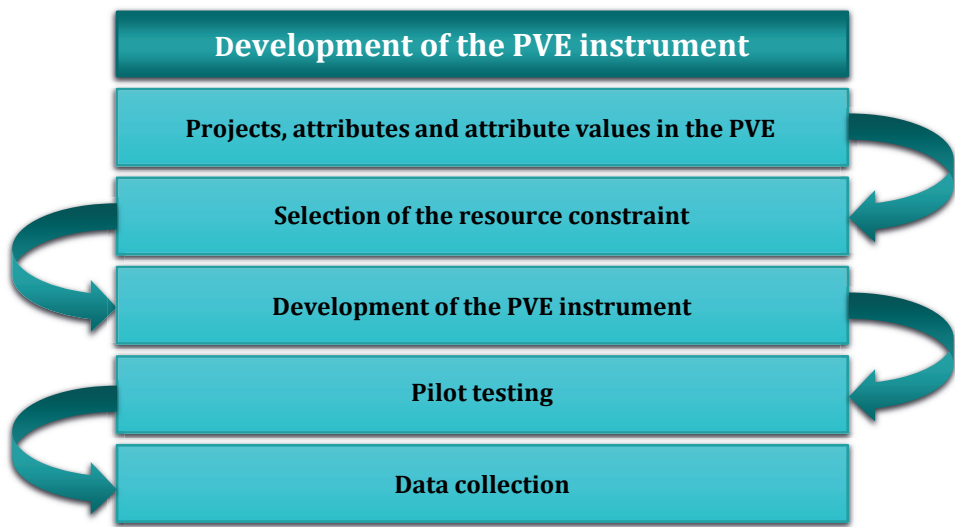 Development of the PVE instrument
Projects, attributes and attribute values in the PVE
Selection of the resource constraint
Development of the PVE instrument
Pilot testing
Data collection